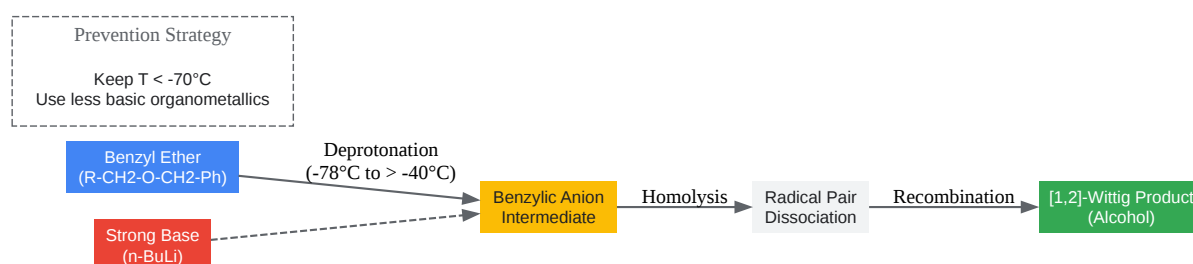 Prevention Strategy
Keep T < -70°C
Use less basic organometallics
Benzyl Ether
(R-CH2-O-CH2-Ph)
Deprotonation
(-78°C to > -40°C)
Strong Base
(n-BuLi)
Benzylic Anion
Intermediate
Homolysis
Radical Pair
Dissociation
Recombination
[1,2]-Wittig Product
(Alcohol)